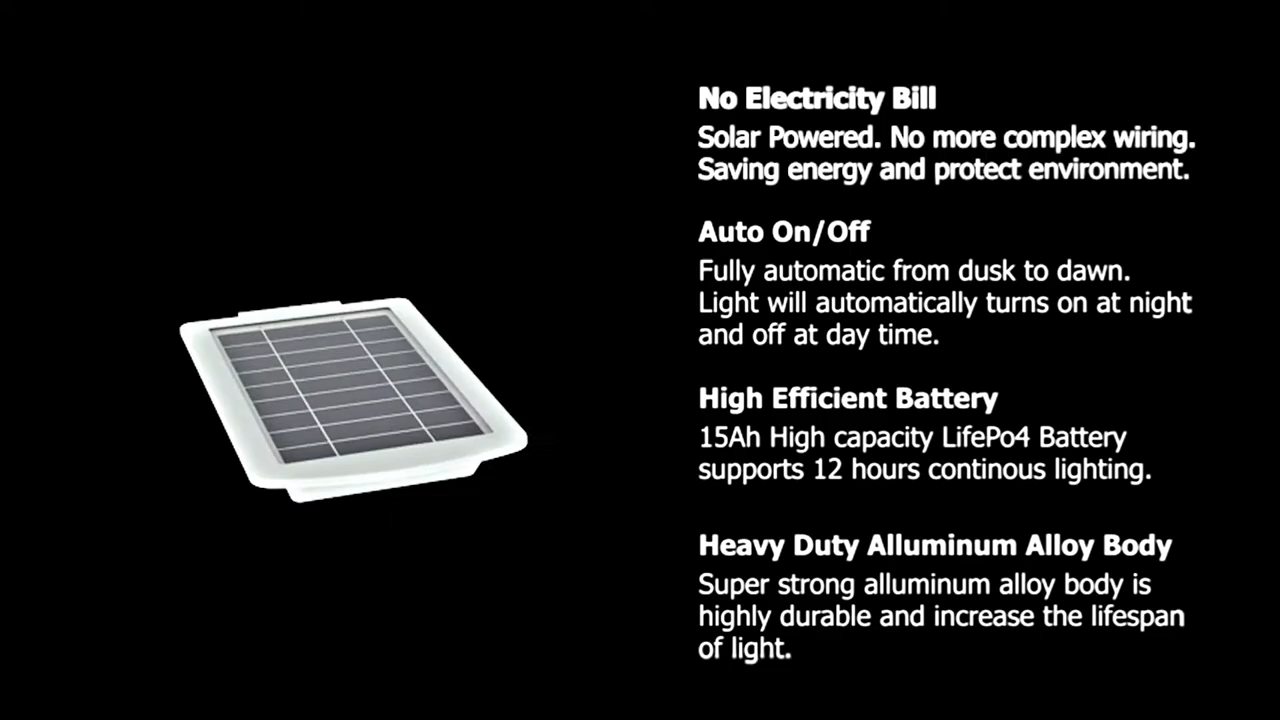 No Electricity Bill
Solar Powered. No more complex wiring.
Saving energy and protect environment.
Auto On/Off
Fully automatic from dusk to dawn.
Light will automatically turns on at night
and off at day time.
High Efficient Battery
15Ah High capacity LifePo4 Battery
supports 12 hours continous lighting.
Heavy Duty Alluminum Alloy Body
Super strong alluminum alloy body is
highly durable and increase the lifespan
of light.